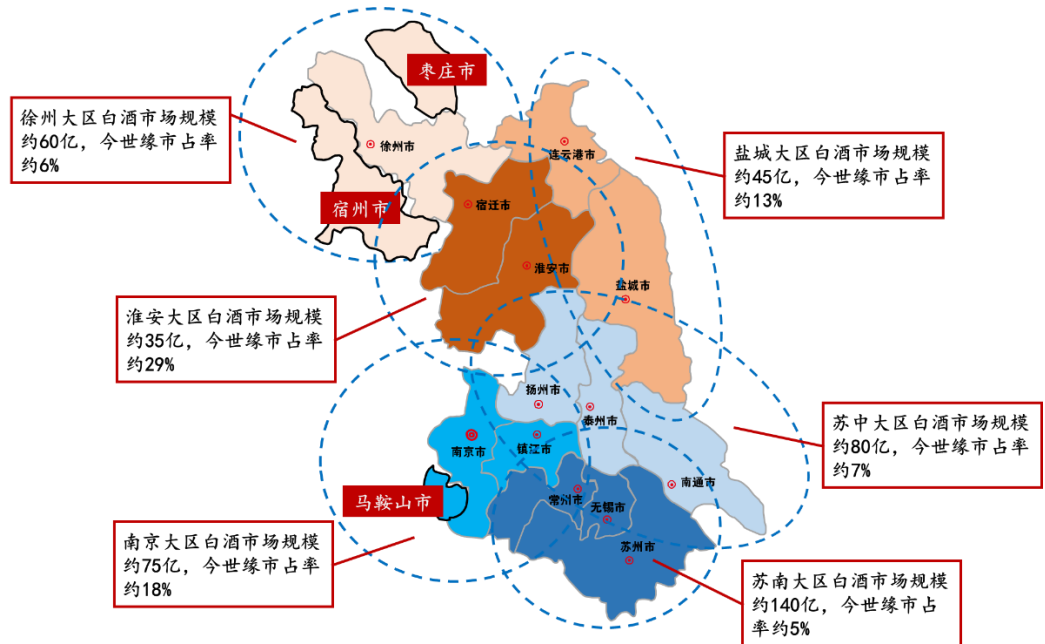 枣庄市
徐州大区白酒市场规模
约60亿，今世缘市占率
约6%
徐州市
连云港市
盐城大区白酒市场规模
约45亿，今世缘市占率
约13%
宿州市
宿迁市
淮安市
盐城市
淮安大区白酒市场规模
约35亿，今世缘市占率
约29%
扬州市
泰州市
苏中大区白酒市场规模
约80亿，今世缘市占率
约7%
南京市
镇江市
马鞍山市
常州市
无锡市
南通市
苏州市
南京大区白酒市场规模
约75亿，今世缘市占率
约18%
苏南大区白酒市场规模
约140亿，今世缘市占
率约5%